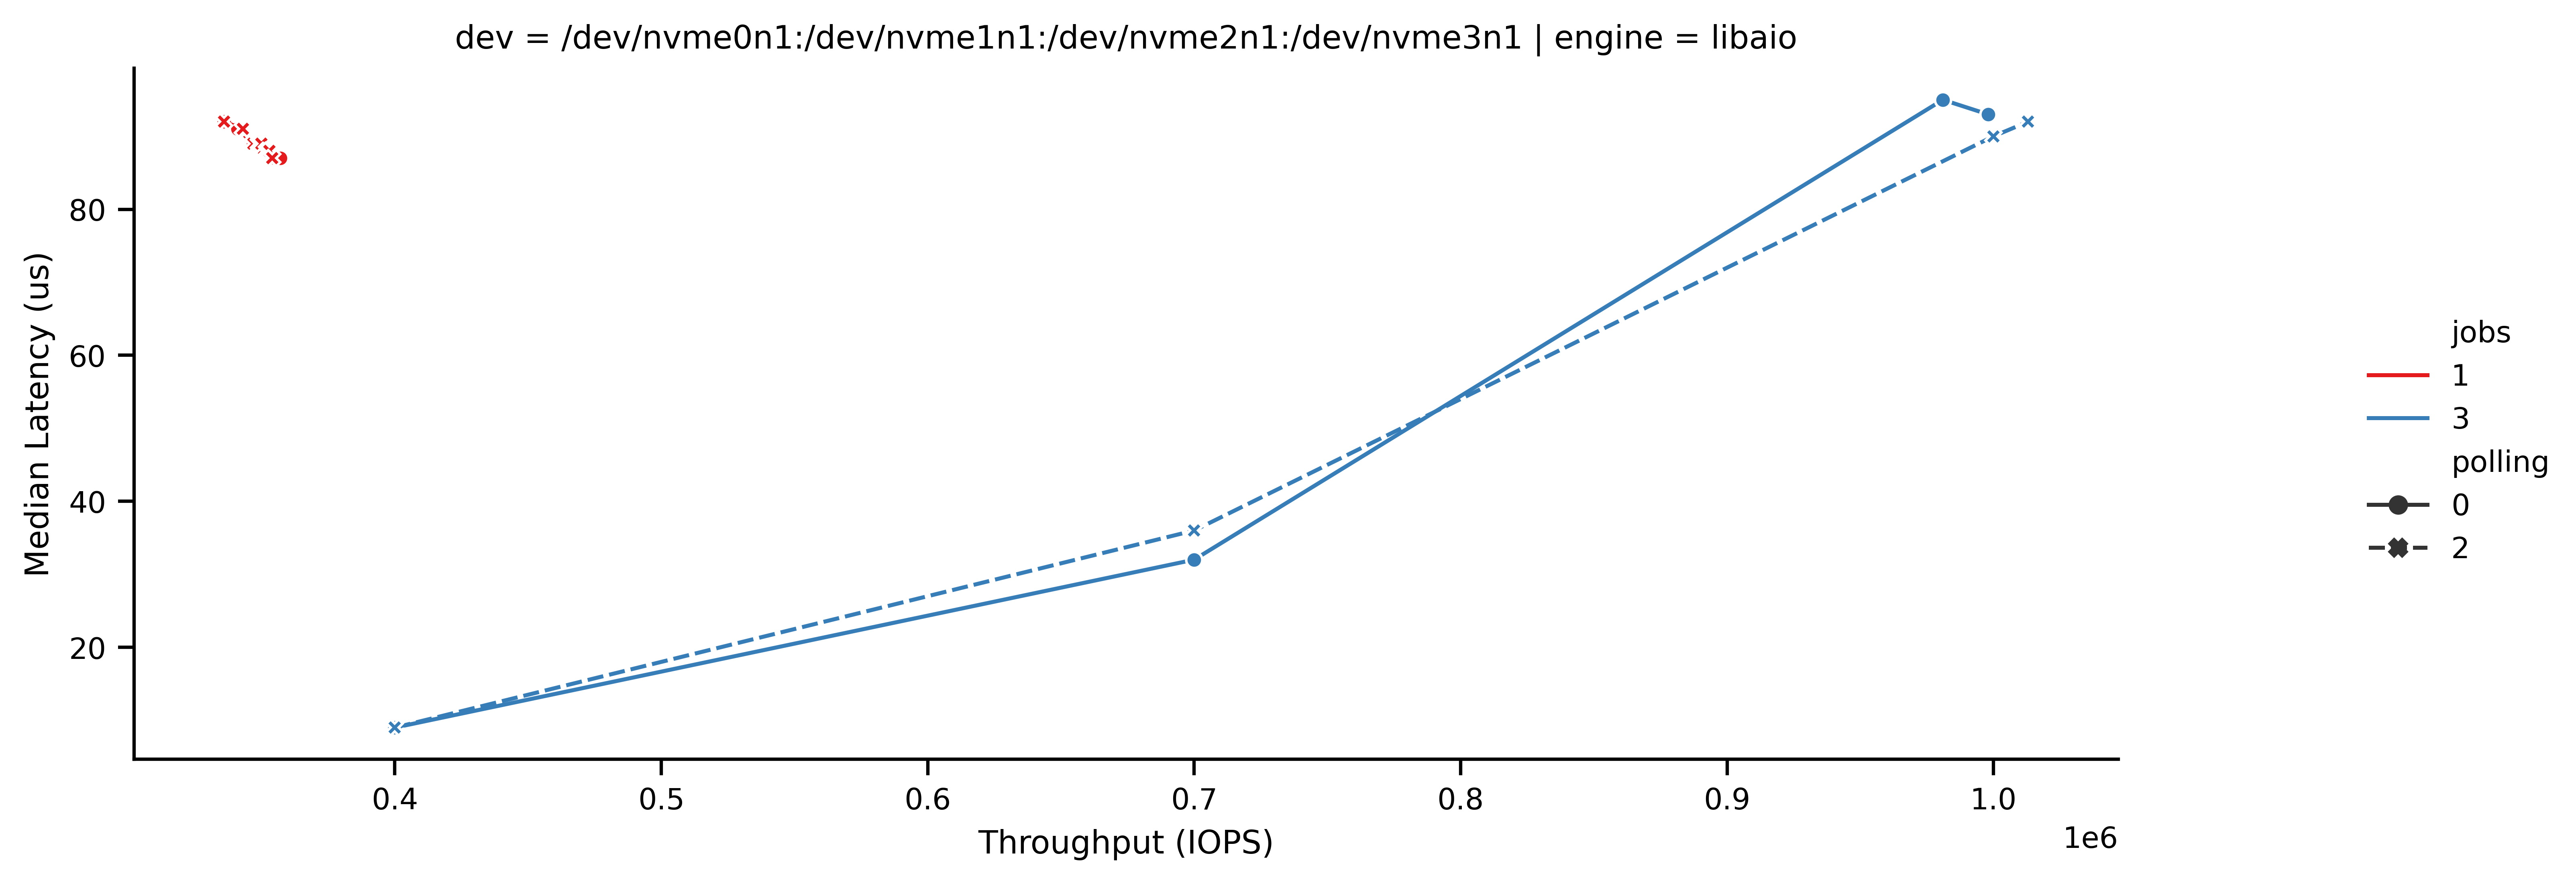 dev = /dev/nvme0n1:/dev/nvme1n1:/dev/nvme2n1:/dev/nvme3n1 | engine = libaio
Median Latency (us)
80
60
40
20
0.4
0.5
0.6
0.7
0.8
0.9
1.0
1e6
Throughput (IOPS)
jobs
1
3
polling
0
2